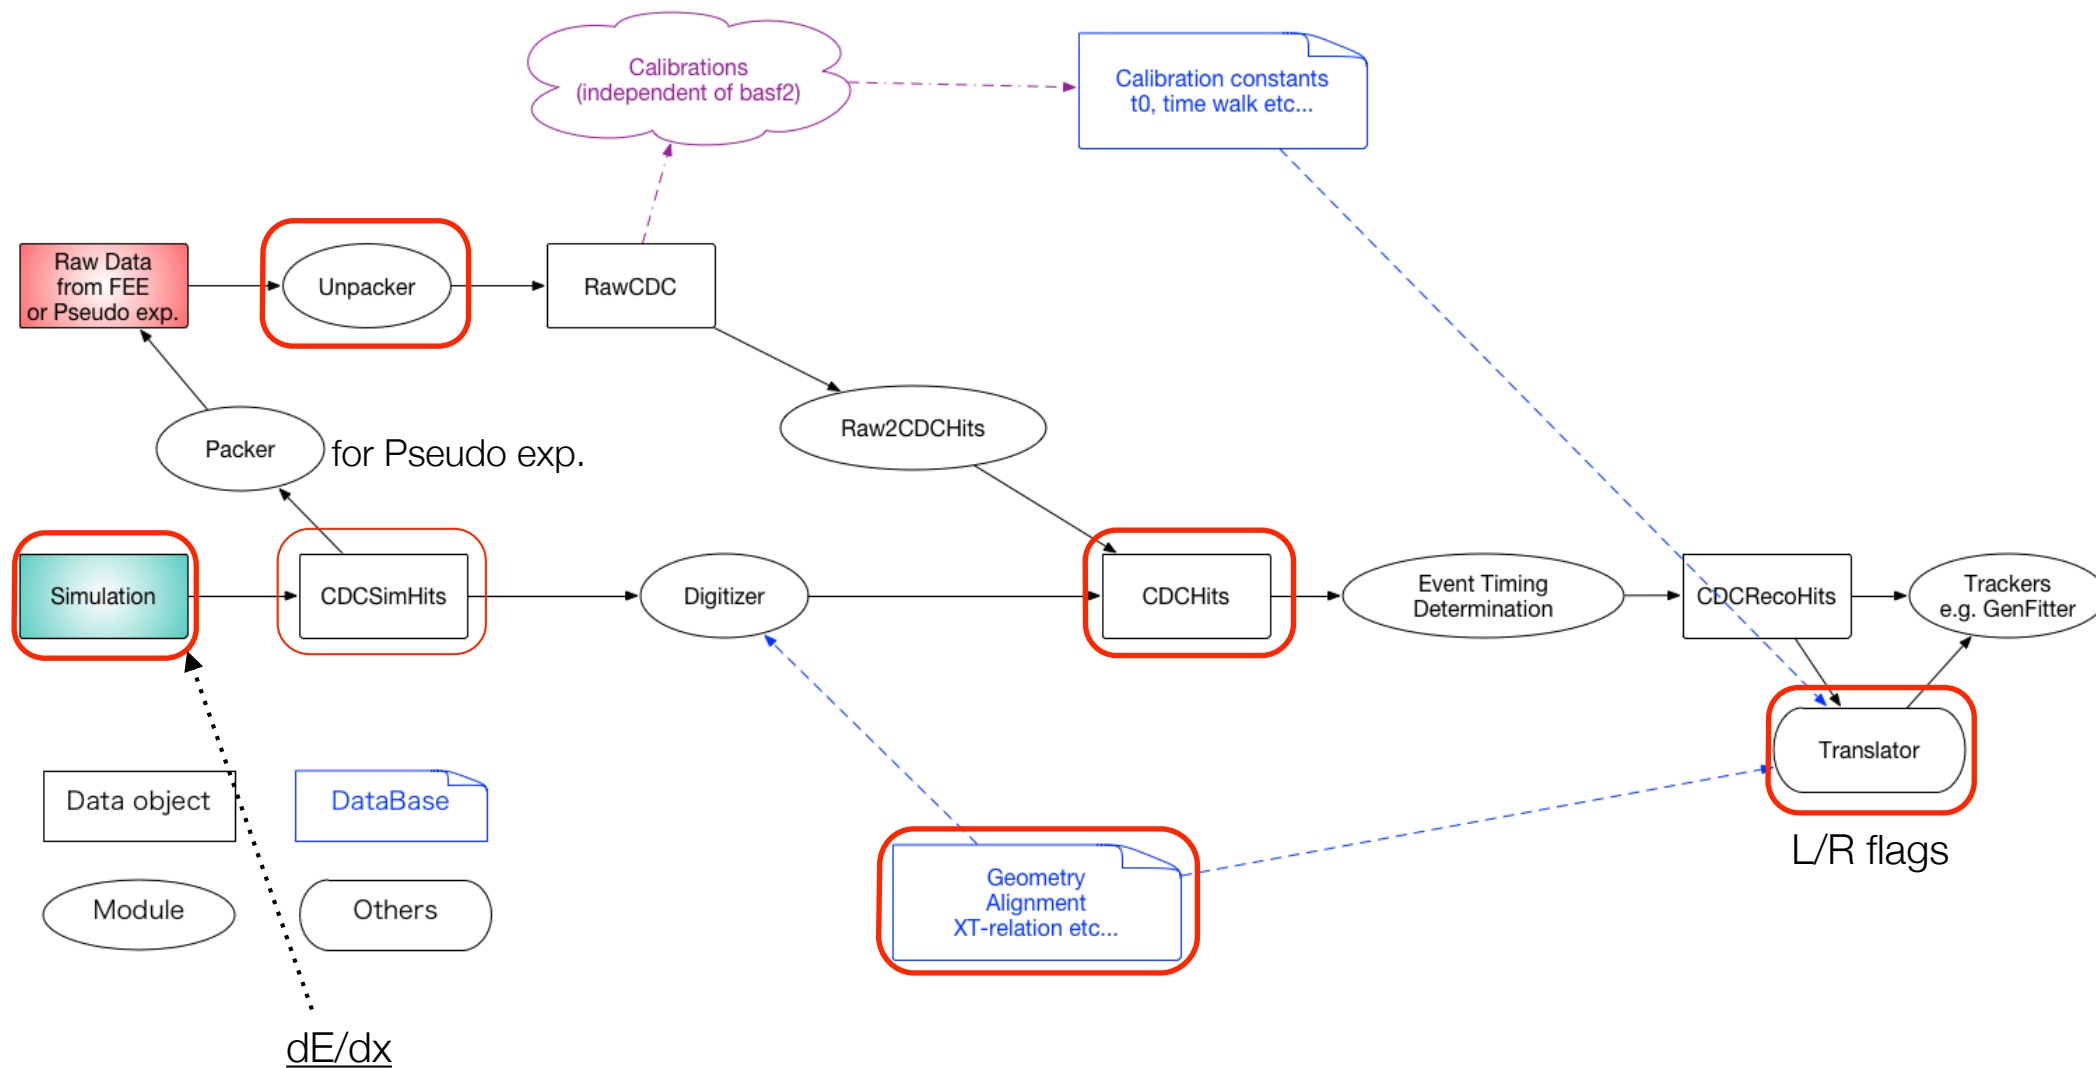 Calibrations
(independent of basf2)
Calibration constants
t0, time walk etc...
Raw Data
from FEE
or Pseudo exp.
Unpacker
RawCDC
Raw2CDCHits
Packer
for Pseudo exp.
Simulation
CDCSimHits
Digitizer
CDCHits
Event Timing
Determination
CDCRecoHits
Trackers
e.g. GenFitter
Translator
L/R flags
Data object
DataBase
Module
Others
Geometry
Alignment
XT-relation etc...
dE/dx